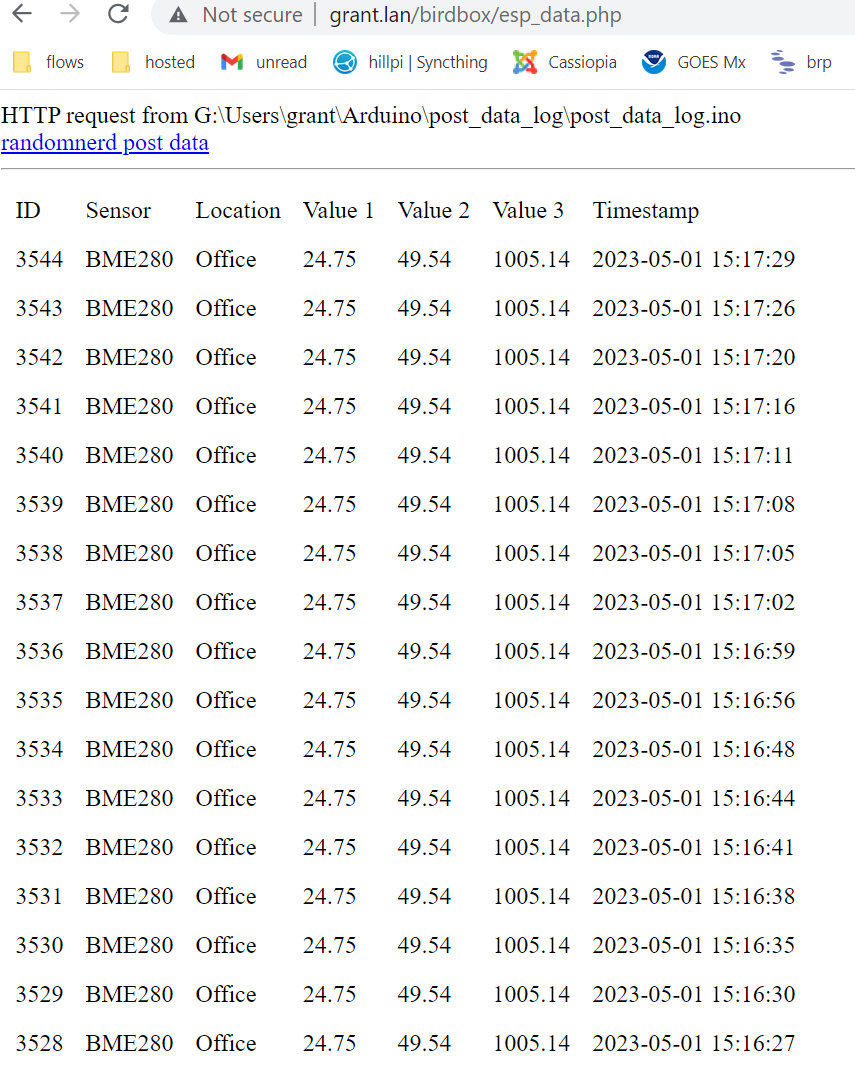 Not secure | grant.lan/birdbox/esp_data.php
flows hosted unread hillpi | Syncthing Cassiopia GOES Mx brp
HTTP request from G:\Users\grant\Arduino\post_data_log\post_data_log.ino
randomnerd post data
ID Sensor Location Value 1 Value 2 Value 3 Timestamp
3544 BME280 Office 24.75 49.54 1005.14 2023-05-01 15:17:29
3543 BME280 Office 24.75 49.54 1005.14 2023-05-01 15:17:26
3542 BME280 Office 24.75 49.54 1005.14 2023-05-01 15:17:20
3541 BME280 Office 24.75 49.54 1005.14 2023-05-01 15:17:16
3540 BME280 Office 24.75 49.54 1005.14 2023-05-01 15:17:11
3539 BME280 Office 24.75 49.54 1005.14 2023-05-01 15:17:08
3538 BME280 Office 24.75 49.54 1005.14 2023-05-01 15:17:05
3537 BME280 Office 24.75 49.54 1005.14 2023-05-01 15:17:02
3536 BME280 Office 24.75 49.54 1005.14 2023-05-01 15:16:59
3535 BME280 Office 24.75 49.54 1005.14 2023-05-01 15:16:56
3534 BME280 Office 24.75 49.54 1005.14 2023-05-01 15:16:48
3533 BME280 Office 24.75 49.54 1005.14 2023-05-01 15:16:44
3532 BME280 Office 24.75 49.54 1005.14 2023-05-01 15:16:41
3531 BME280 Office 24.75 49.54 1005.14 2023-05-01 15:16:38
3530 BME280 Office 24.75 49.54 1005.14 2023-05-01 15:16:35
3529 BME280 Office 24.75 49.54 1005.14 2023-05-01 15:16:30
3528 BME280 Office 24.75 49.54 1005.14 2023-05-01 15:16:27